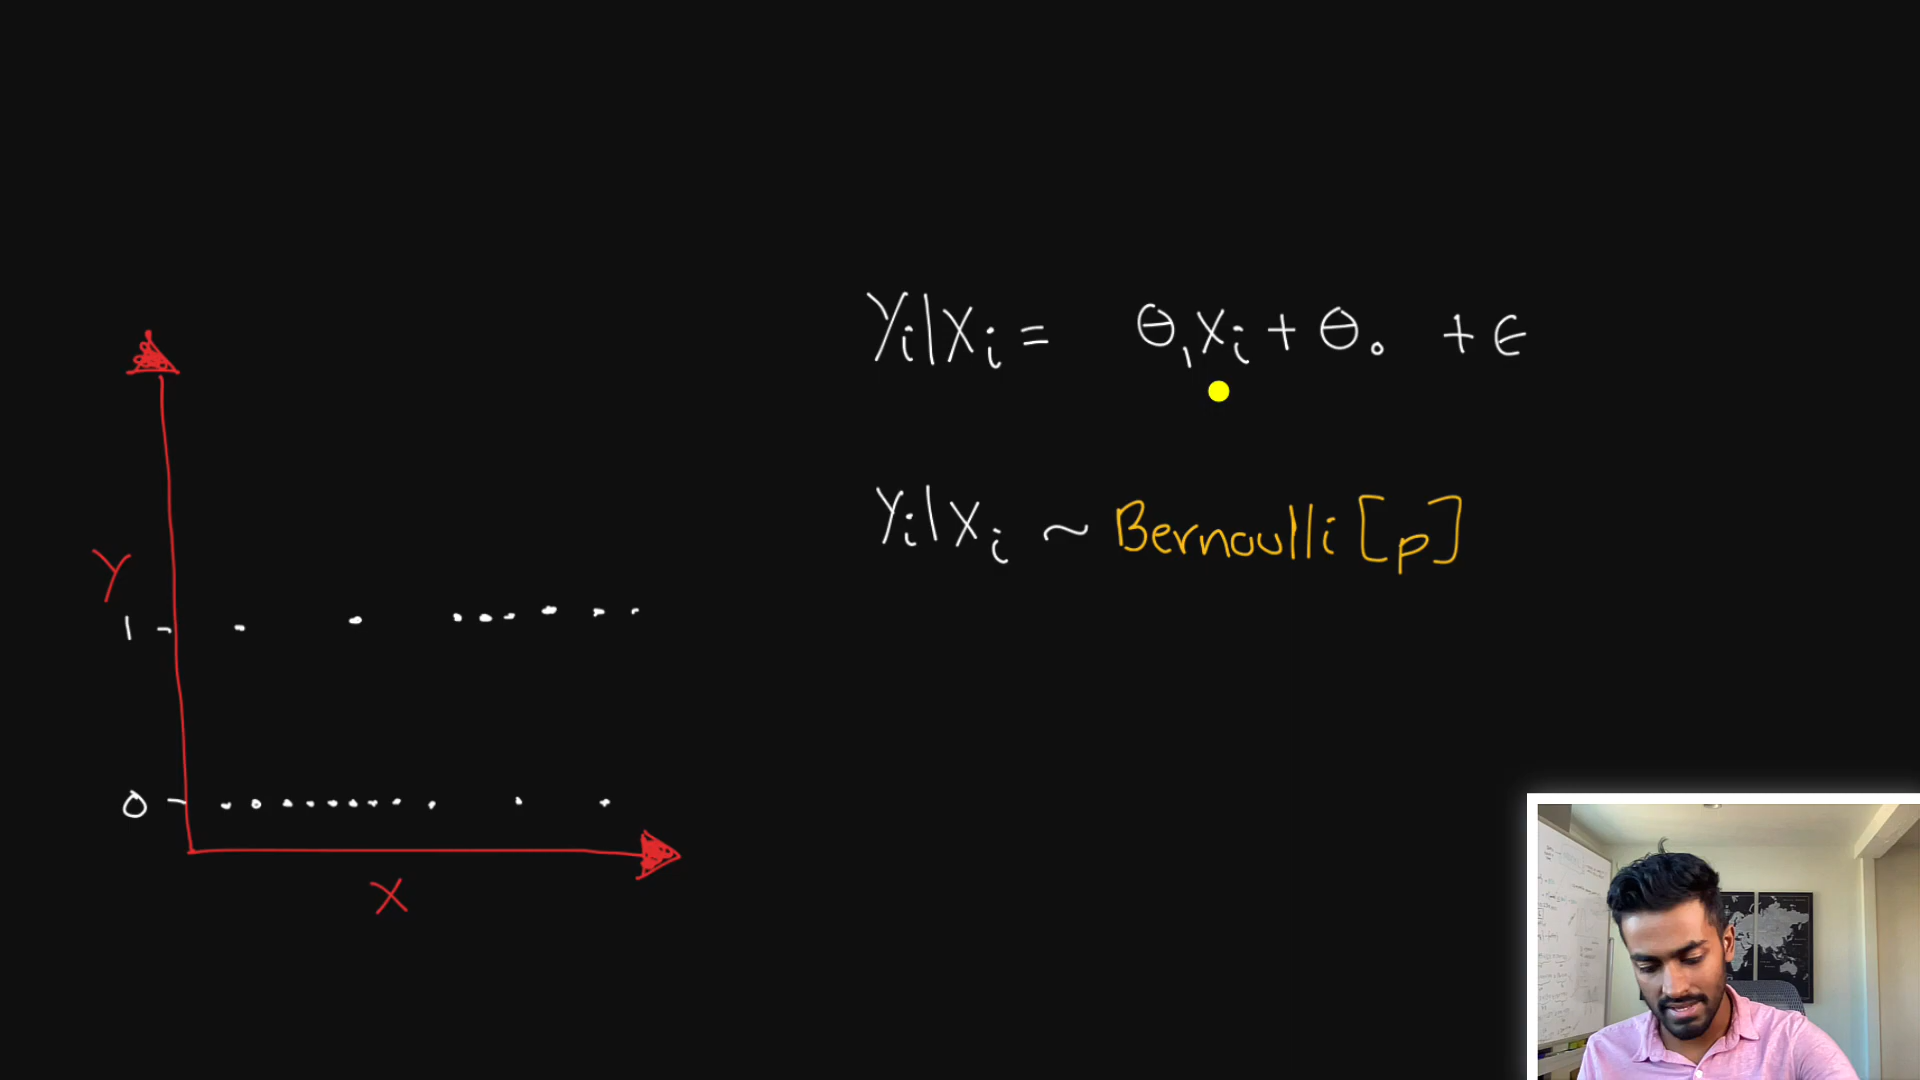 Yᵢ|Xᵢ = θ₁Xᵢ + θ₀ + ϵ
Yᵢ|Xᵢ ~ Bernoulli [p]
Y
1
0
X